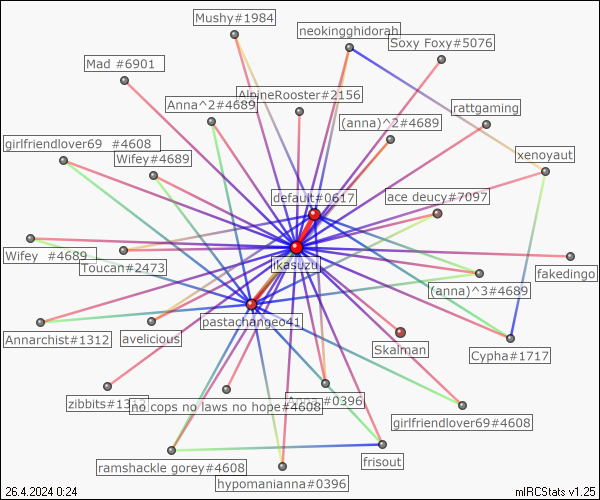 Mushy#1984
neokingghidorah
Soxy Foxy#5076
Mad #6901
AlpineRooster#2156
Anna^2#4689
rattgaming
(anna)^2#4689
girlfriendlover69 #4608
Wifey#4689
xenoyaut
default#0617
ace deucy#7097
Wifey #4689
Toucan#2473
ikasuzu
fakedingo
(anna)^3#4689
pastachangeo41
Annarchist#1312
avelicious
Skalman
Cypha#1717
zibbits#1312
no cops no laws no hope#4608
Anna #0396
girlfriendlover69#4608
ramshackle gorey#4608
frisout
hypomanianna#0396
26.4.2024 0:24
mIRCStats v1.25